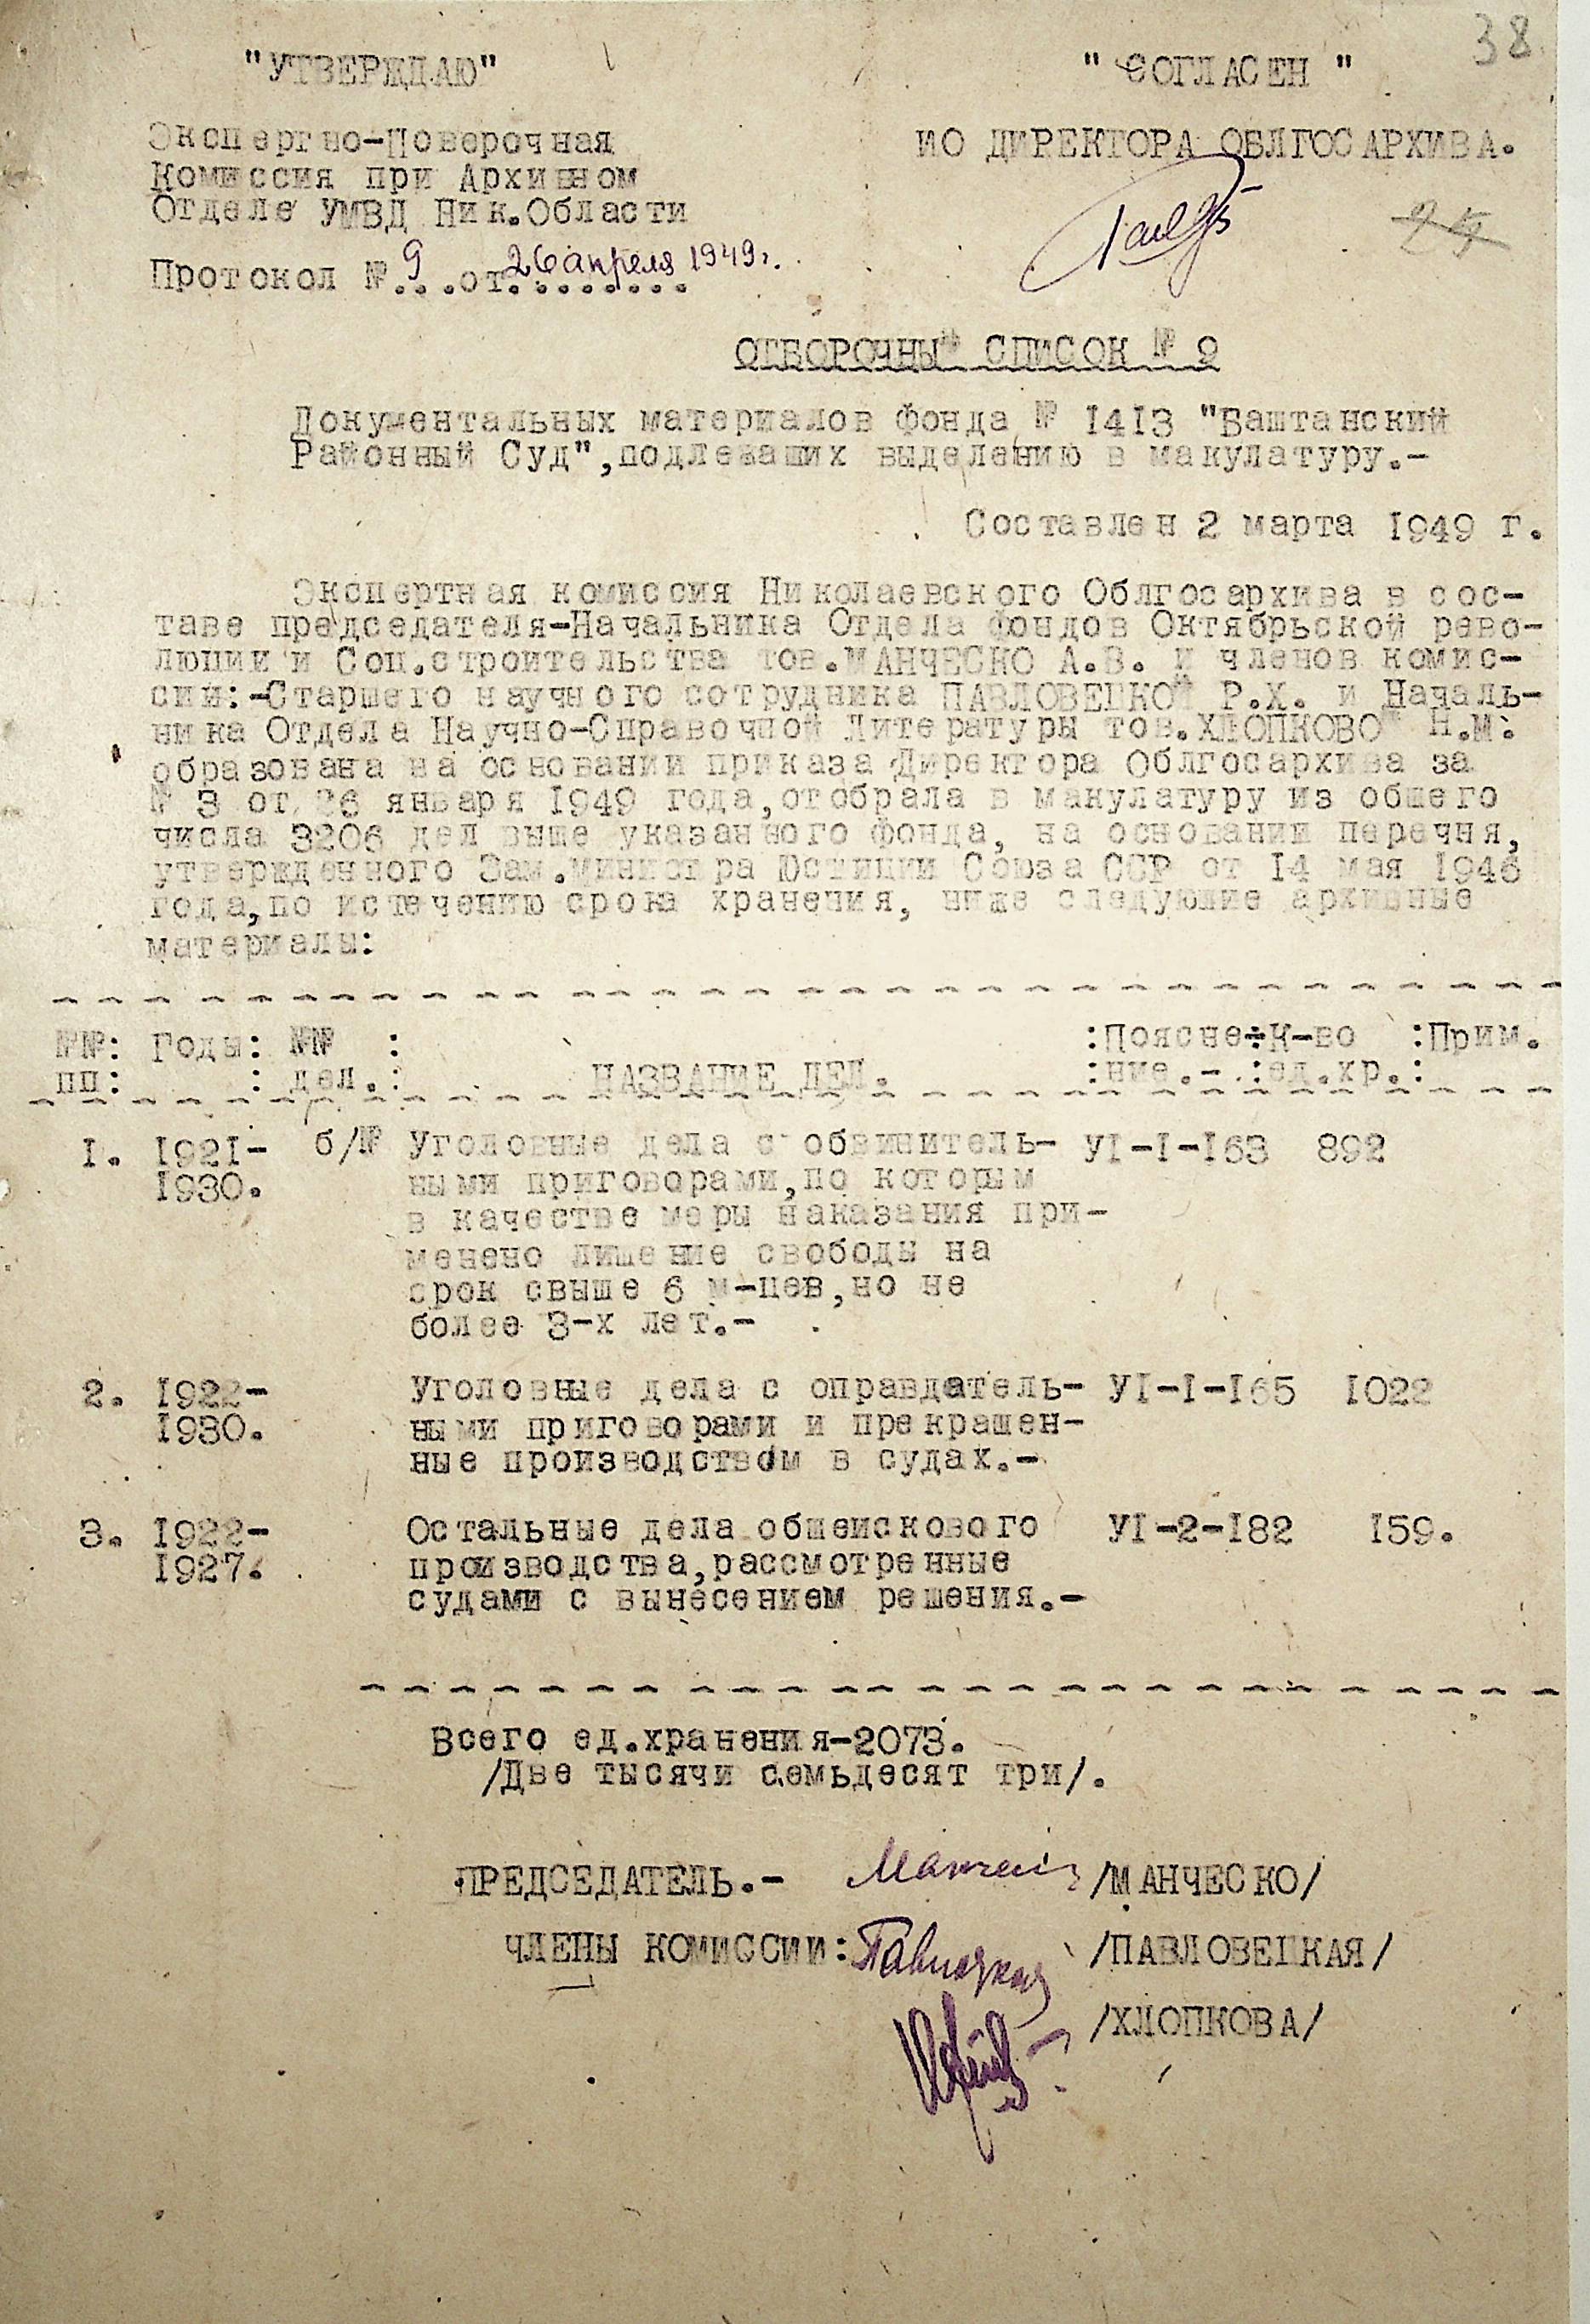 38
"УТВЕРЖДАЮ"
" СОГЛАСЕН "
Экспертно-Поверочная
Комиссия при Архивном
Отделе УМВД Ник.Области
Протокол № 9 от 26 апреля 1949 г.
ИО ДИРЕКТОРА ОБЛГОСАРХИВА.
ОТБОРОЧНЫЙ СПИСОК № 2
Документальных материалов фонда № 1413 "Баштанский
Районный Суд",подлежащих выделению в макулатуру.-
Составлен 2 марта 1949 г.
Экспертная комиссия Николаевского Облгосархива в сос-
таве председателя-Начальника Отдела фондов Октябрьской рево-
люции и Соц.строительства тов.МАНЧЕСКО А.В. и членов комис-
сии:-Старшего научного сотрудника ПАВЛОВЕЦКОЙ Р.Х. и Началь-
ника Отдела Научно-Справочной Литературы тов.ХЛОПКОВОЙ Н.М:
образована на основании приказа Директора Облгосархива за
№ 3 от 26 января 1949 года,отобрала в макулатуру из общего
числа 3206 дел выше указанного фонда, на основании перечня,
утвержденного Зам.министра Юстиции Союза ССР от 14 мая 1946
года,по истечению срока хранения, ниже следующие архивные
материалы:
№№: Годы: №№ : :Поясне-:К-во :Прим.
пп: : дел.: НАЗВАНИЕ ДЕЛ. :ние.- :ед.хр.:
1. 1921- б/№ Уголовные дела с обвинитель- У1-1-163 892
1930. ными приговорами,по которым
в качестве меры наказания при-
менено лишение свободы на
срок свыше 6 м-цев,но не
более 3-х лет.-
2. 1922- Уголовные дела с оправдатель- У1-1-165 1022
1930. ными приговорами и прекращен-
ные производством в судах.-
3. 1922- Остальные дела общеискового У1-2-182 159.
1927. производства,рассмотренные
судами с вынесением решения.-
Всего ед.хранения-2073.
/Две тысячи семьдесят три/.
ПРЕДСЕДАТЕЛЬ.- /МАНЧЕСКО/
ЧЛЕНЫ КОМИССИИ: /ПАВЛОВЕЦКАЯ/
/ХЛОПКОВА/